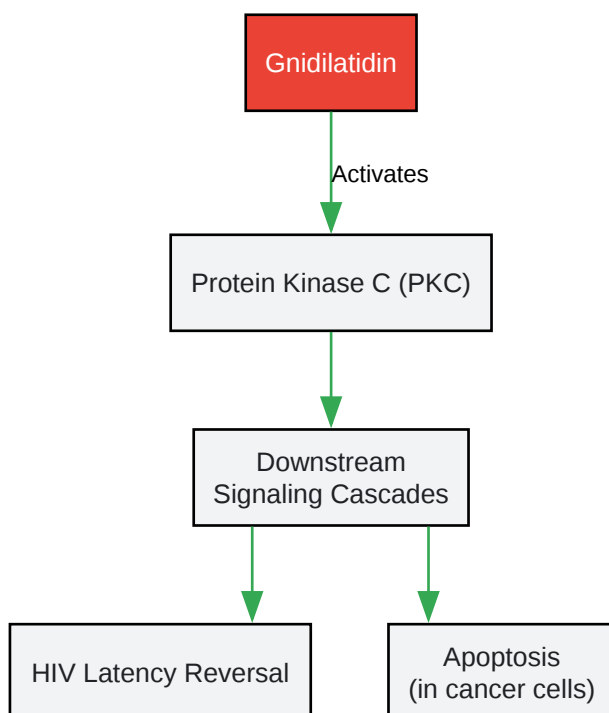 Gnidilatidin
Activates
Protein Kinase C (PKC)
Downstream
Signaling Cascades
HIV Latency Reversal
Apoptosis
(in cancer cells)